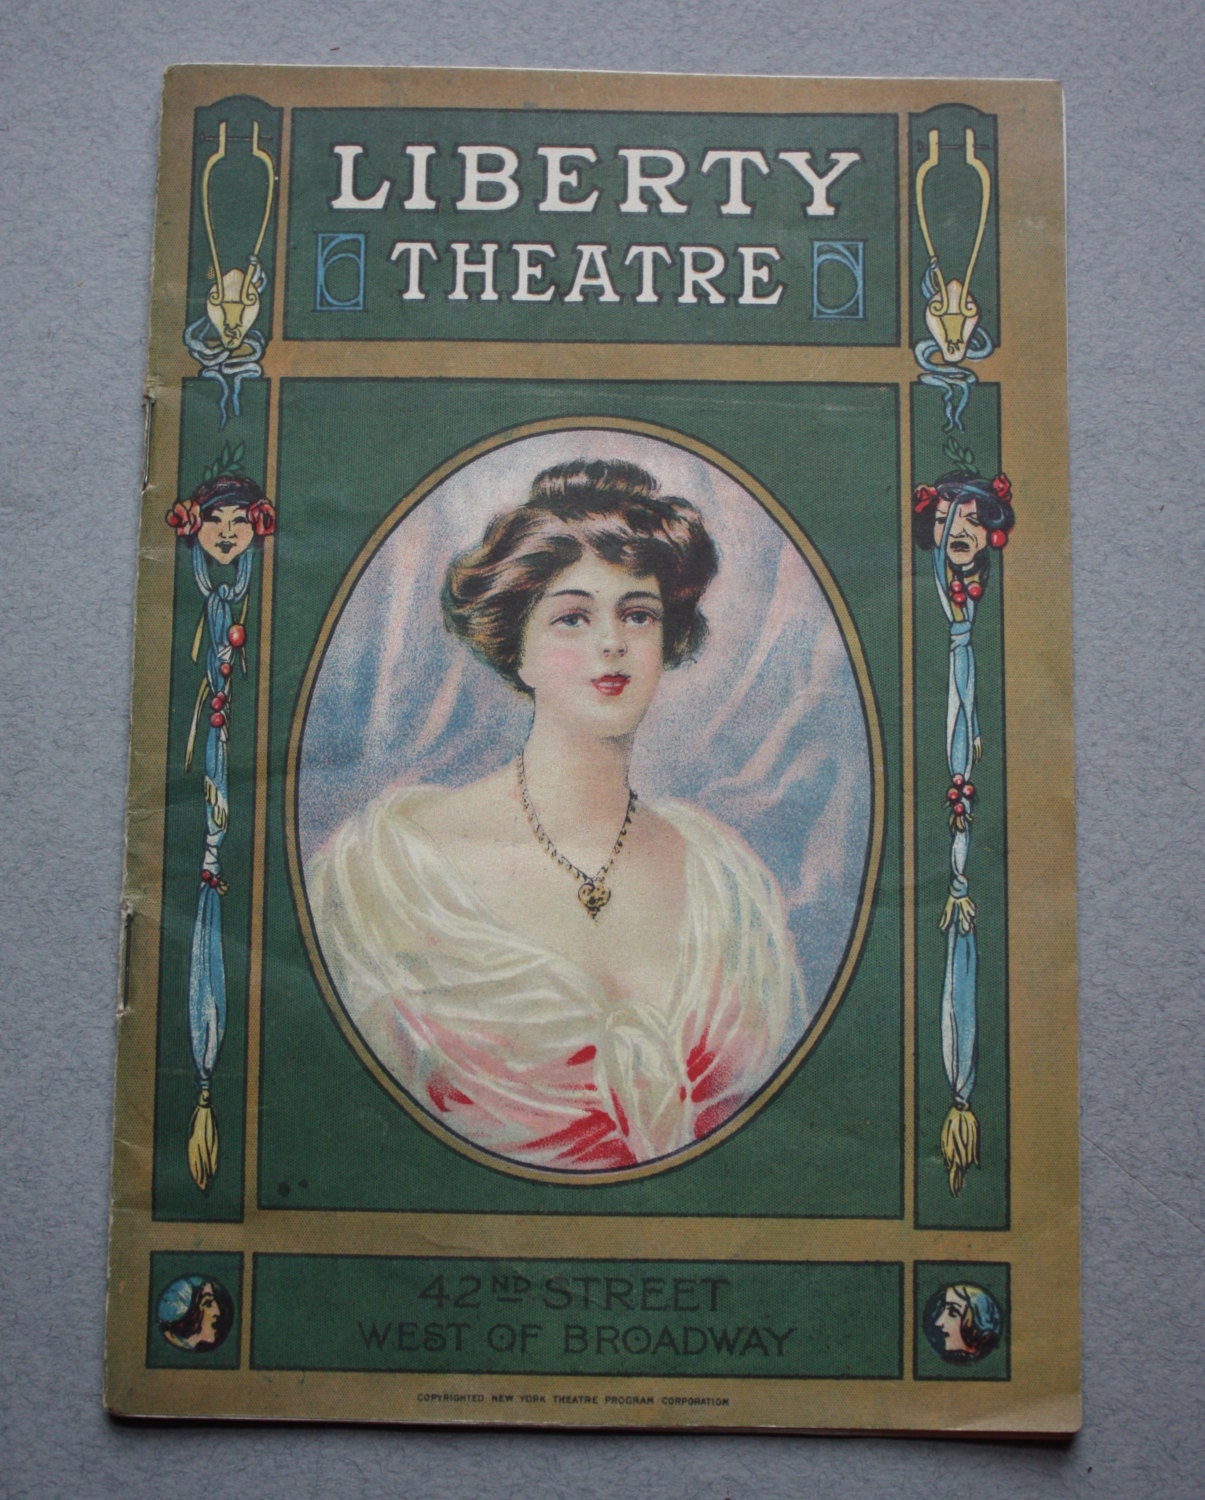 LIBERTY
THEATRE
42ND STREET
WEST OF BROADWAY
COPYRIGHTED NEW YORK THEATRE PROGRAM CORPORATION